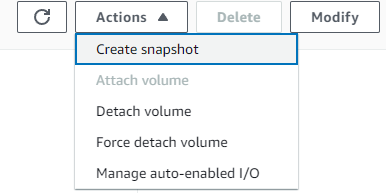 Actions Delete Modify
Create snapshot
Attach volume
Detach volume
Force detach volume
Manage auto-enabled I/O